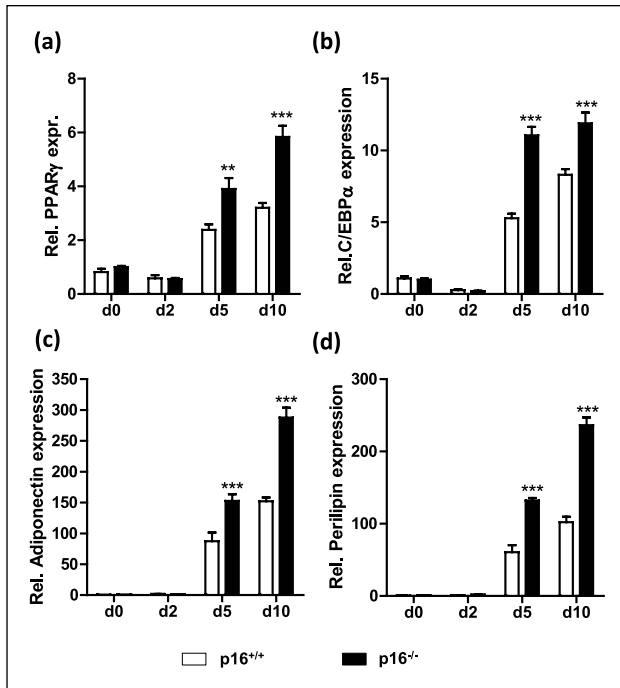 (a)
Rel. PPARγ expr.
8
6
4
2
0
**
***
d0 d2 d5 d10
(b)
Rel.C/EBPα expression
15
10
5
0
***
***
d0 d2 d5 d10
(c)
Rel. Adiponectin expression
350
300
250
200
150
100
50
0
***
***
d0 d2 d5 d10
(d)
Rel. Perilipin expression
300
200
100
0
***
***
d0 d2 d5 d10
p16+/+ p16-/-